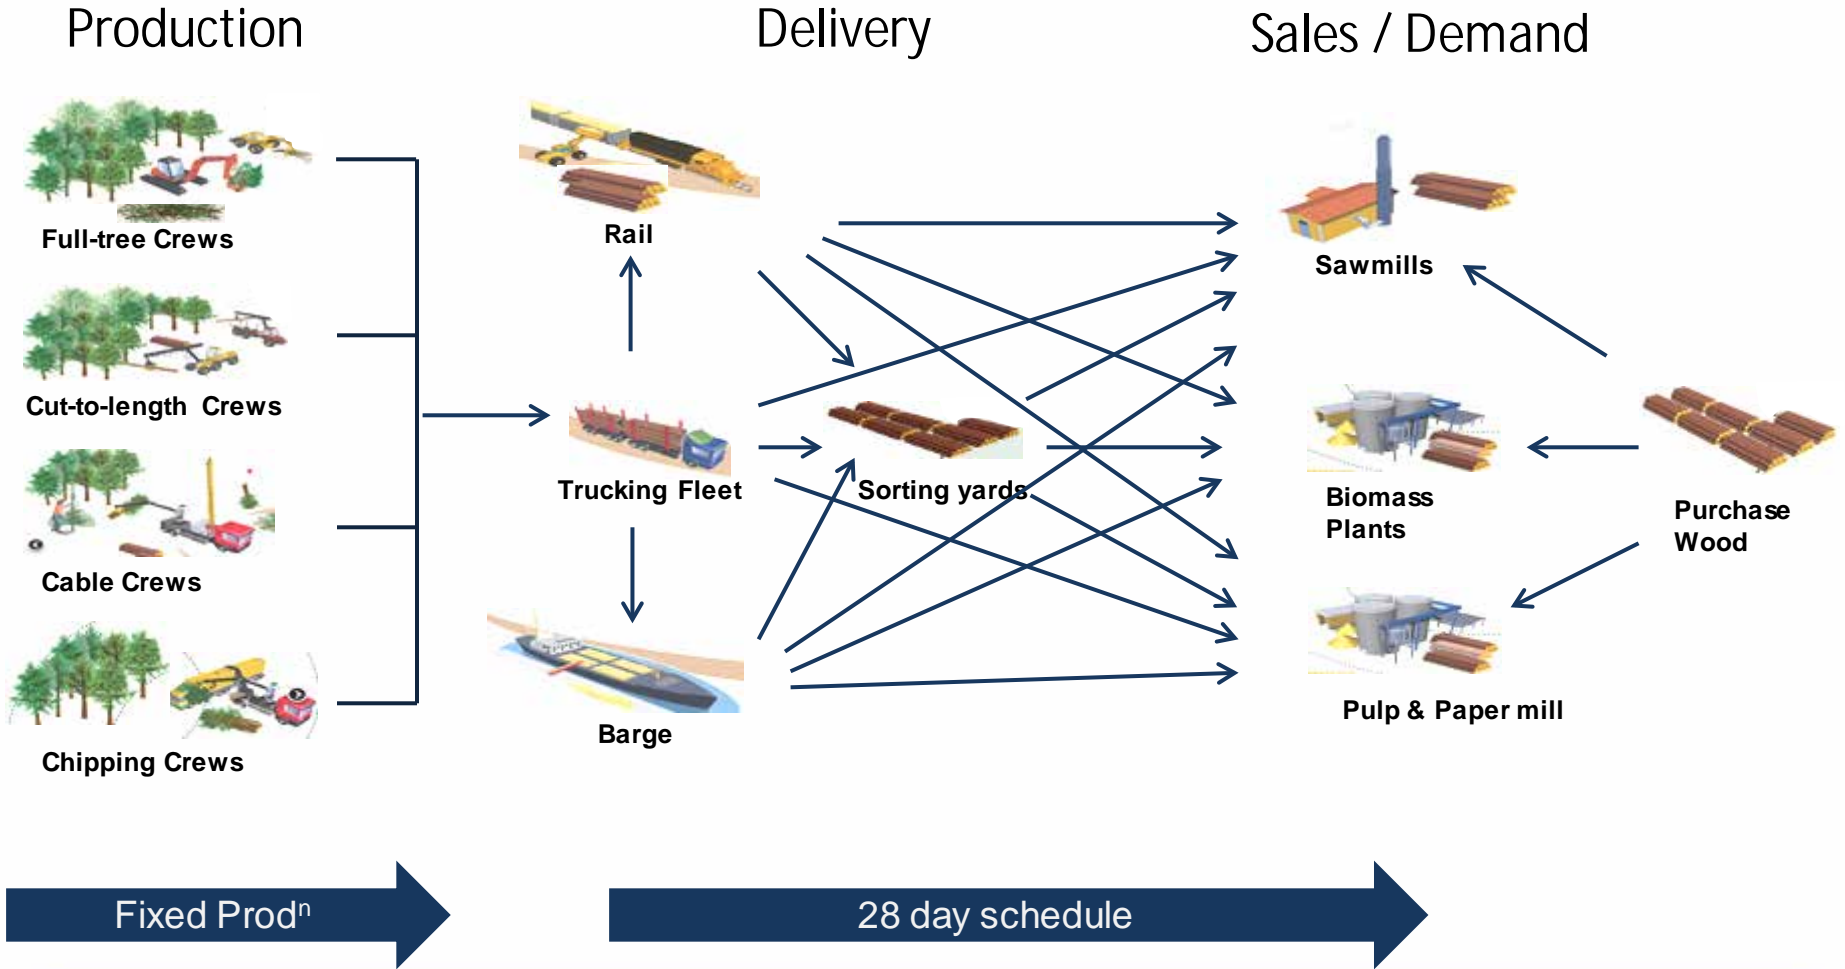 Production
Delivery
Sales / Demand
Full-tree Crews
Rail
Sawmills
Cut-to-length Crews
Trucking Fleet
Sorting yards
Biomass
Plants
Purchase
Wood
Cable Crews
Pulp & Paper mill
Barge
Chipping Crews
Fixed Prodⁿ
28 day schedule